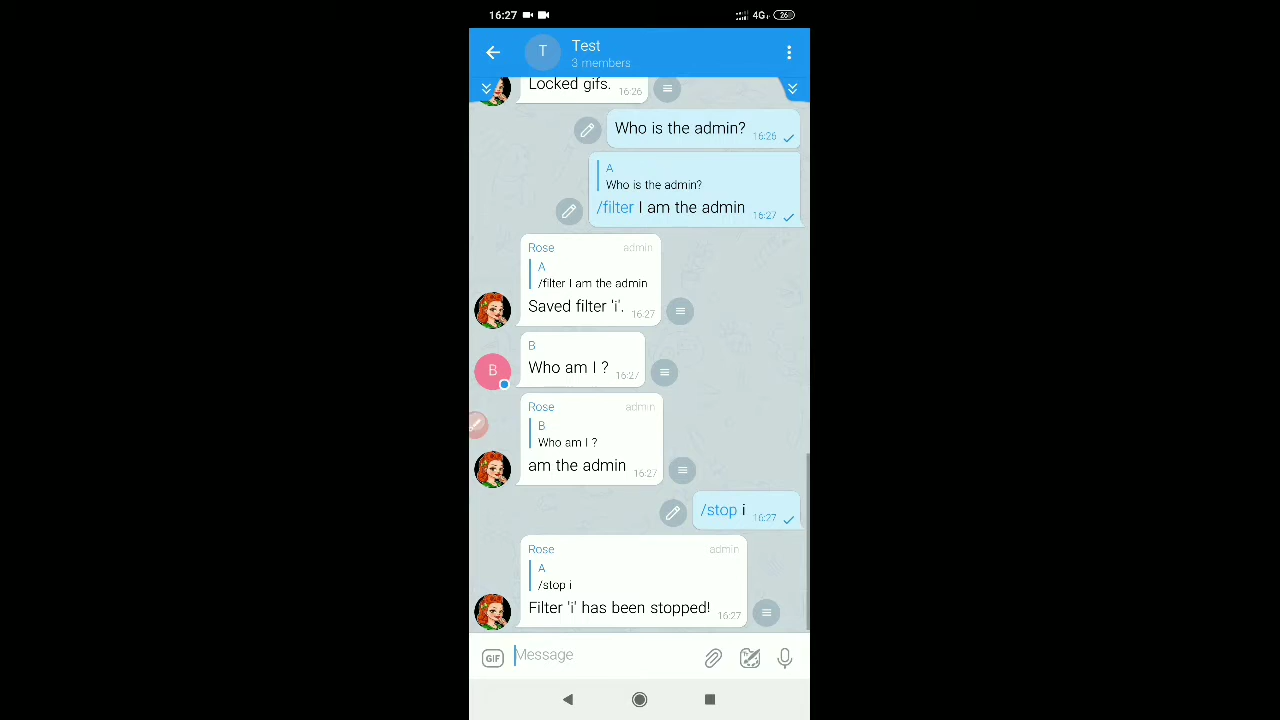 16:27
4G+
26
T
Test
3 members
Locked gifs.
16:26
Who is the admin?
16:26
A
Who is the admin?
/filter I am the admin
16:27
Rose
admin
A
/filter I am the admin
Saved filter 'i'.
16:27
B
B
Who am I ?
16:27
Rose
admin
B
Who am I ?
am the admin
16:27
/stop i
16:27
Rose
admin
A
/stop i
Filter 'i' has been stopped!
16:27
GIF
Message